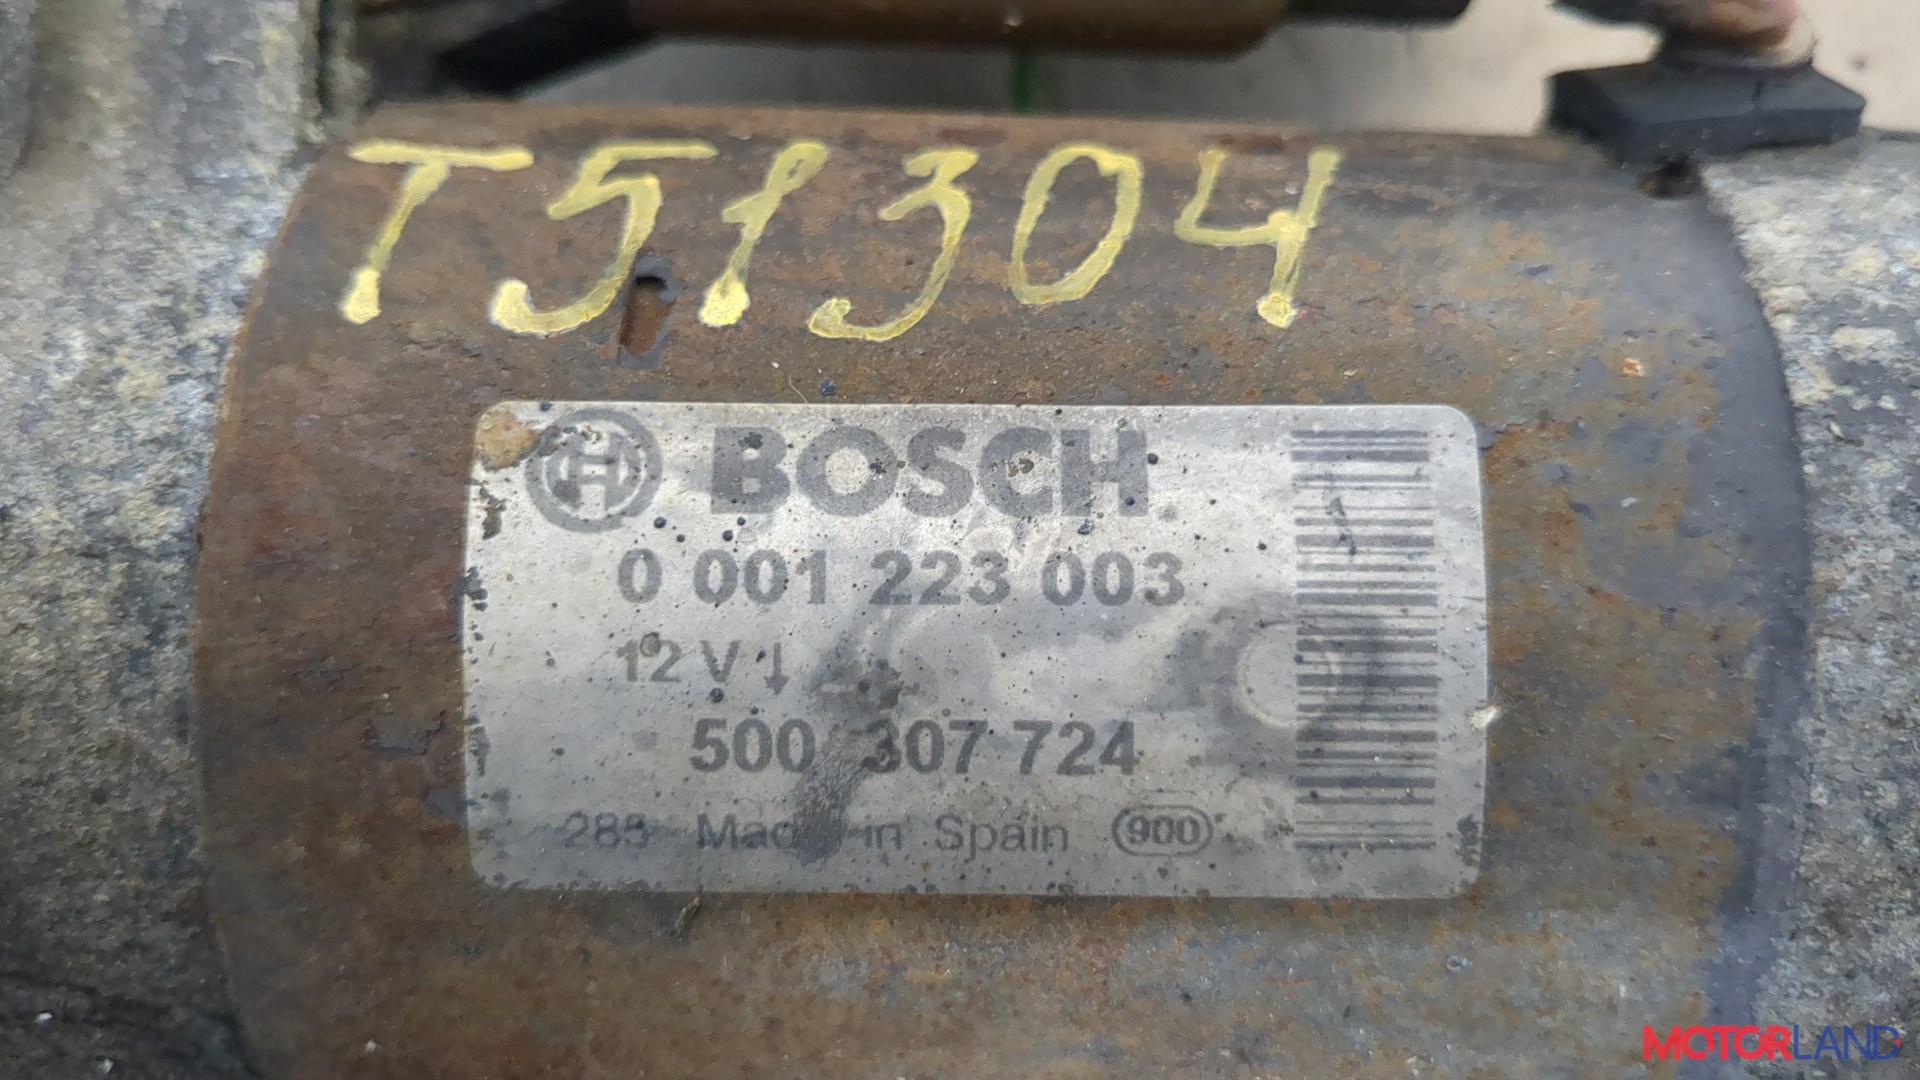 T51304
BOSCH
0 001 223 003
12 V ↓
500 307 724
285 Made in Spain 900
MOTORLAND